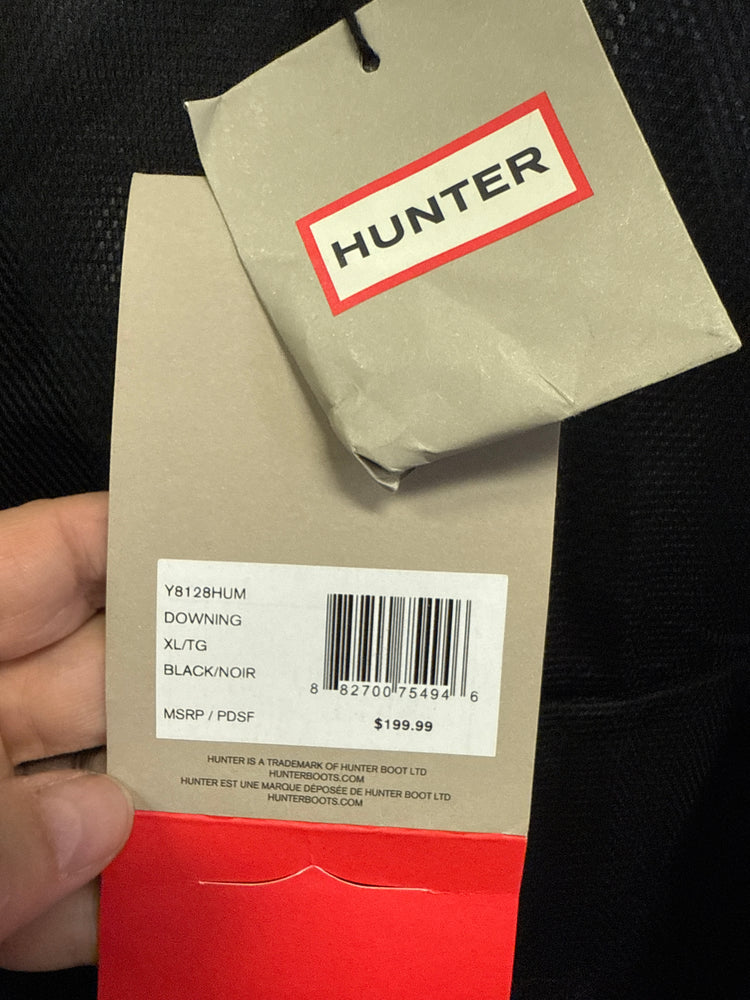 HUNTER
Y8128HUM
DOWNING
XL/TG
BLACK/NOIR
8 82700 75494 6
MSRP / PDSF $199.99
HUNTER IS A TRADEMARK OF HUNTER BOOT LTD
HUNTERBOOTS.COM
HUNTER EST UNE MARQUE DÉPOSÉE DE HUNTER BOOT LTD
HUNTERBOOTS.COM